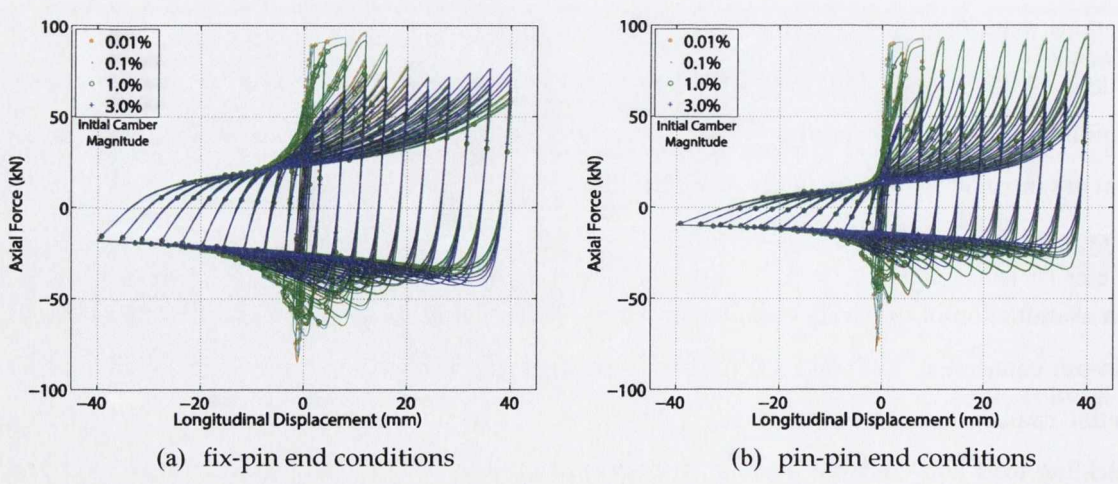 100
50
0
−50
−100
Axial Force (kN)
0.01%
0.1%
1.0%
3.0%
Initial Camber
Magnitude
−40
−20
0
20
40
Longitudinal Displacement (mm)
(a) fix-pin end conditions
100
50
0
−50
−100
Axial Force (kN)
0.01%
0.1%
1.0%
3.0%
Initial Camber
Magnitude
−40
−20
0
20
40
Longitudinal Displacement (mm)
(b) pin-pin end conditions